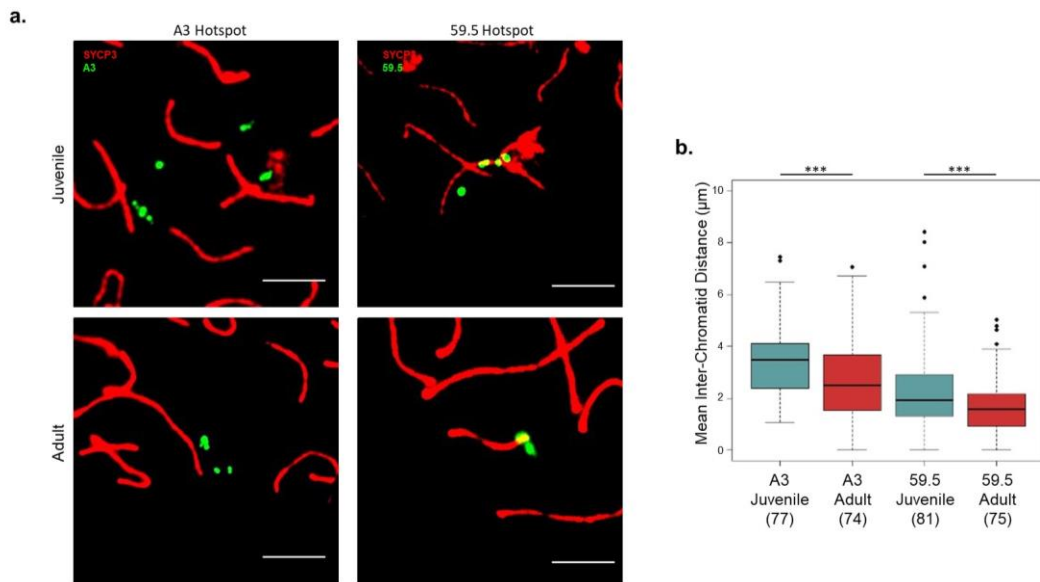 a.
A3 Hotspot
59.5 Hotspot
Juvenile
SYCP3
A3
SYCP3
59.5
Adult
b.
*** ***
Mean Inter-Chromatid Distance (μm)
10
8
6
4
2
0
A3 A3 59.5 59.5
Juvenile Adult Juvenile Adult
(77) (74) (81) (75)